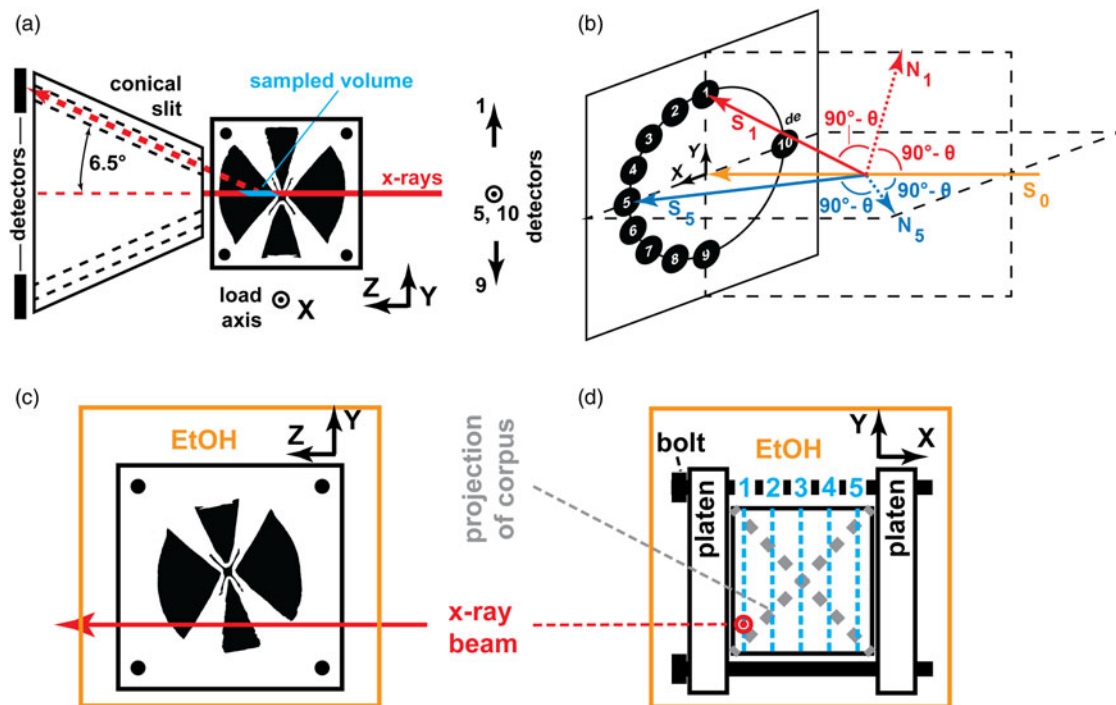 (a)
conical
slit
sampled volume
detectors
6.5°
x-rays
load
axis
X
Z
Y
1
5, 10
9
detectors
(b)
1
2
3
4
5
6
7
8
9
10
de
S1
S5
S0
N1
N5
90°- θ
90°- θ
90°- θ
90°- θ
Y
X
(c)
EtOH
Z
Y
x-ray
beam
projection
of corpus
(d)
Y
X
EtOH
bolt
platen
1 2 3 4 5
platen